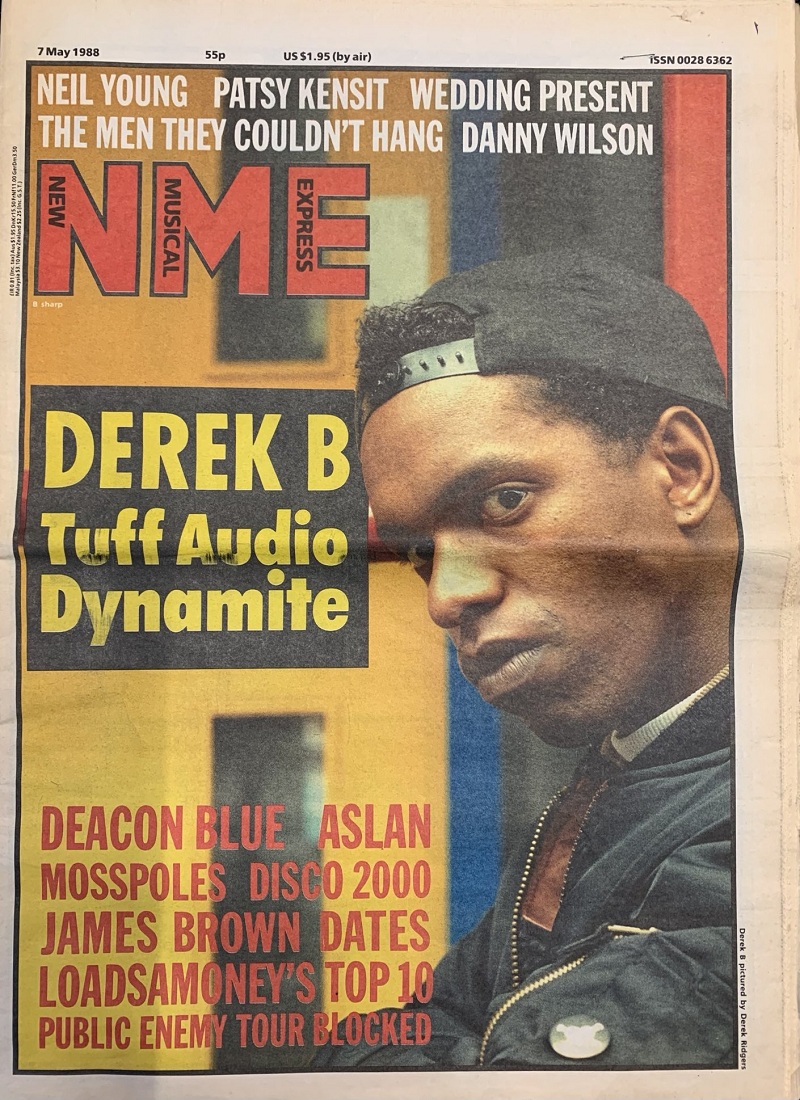 7 May 1988 55p US $1.95 (by air) ISSN 0028 6362
NEIL YOUNG PATSY KENSIT WEDDING PRESENT
THE MEN THEY COULDN'T HANG DANNY WILSON
NME
NEW MUSICAL EXPRESS
B sharp
DEREK B
Tuff Audio
Dynamite
DEACON BLUE ASLAN
MOSSPOLES DISCO 2000
JAMES BROWN DATES
LOADSAMONEY'S TOP 10
PUBLIC ENEMY TOUR BLOCKED
Derek B pictured by Derek Ridgers